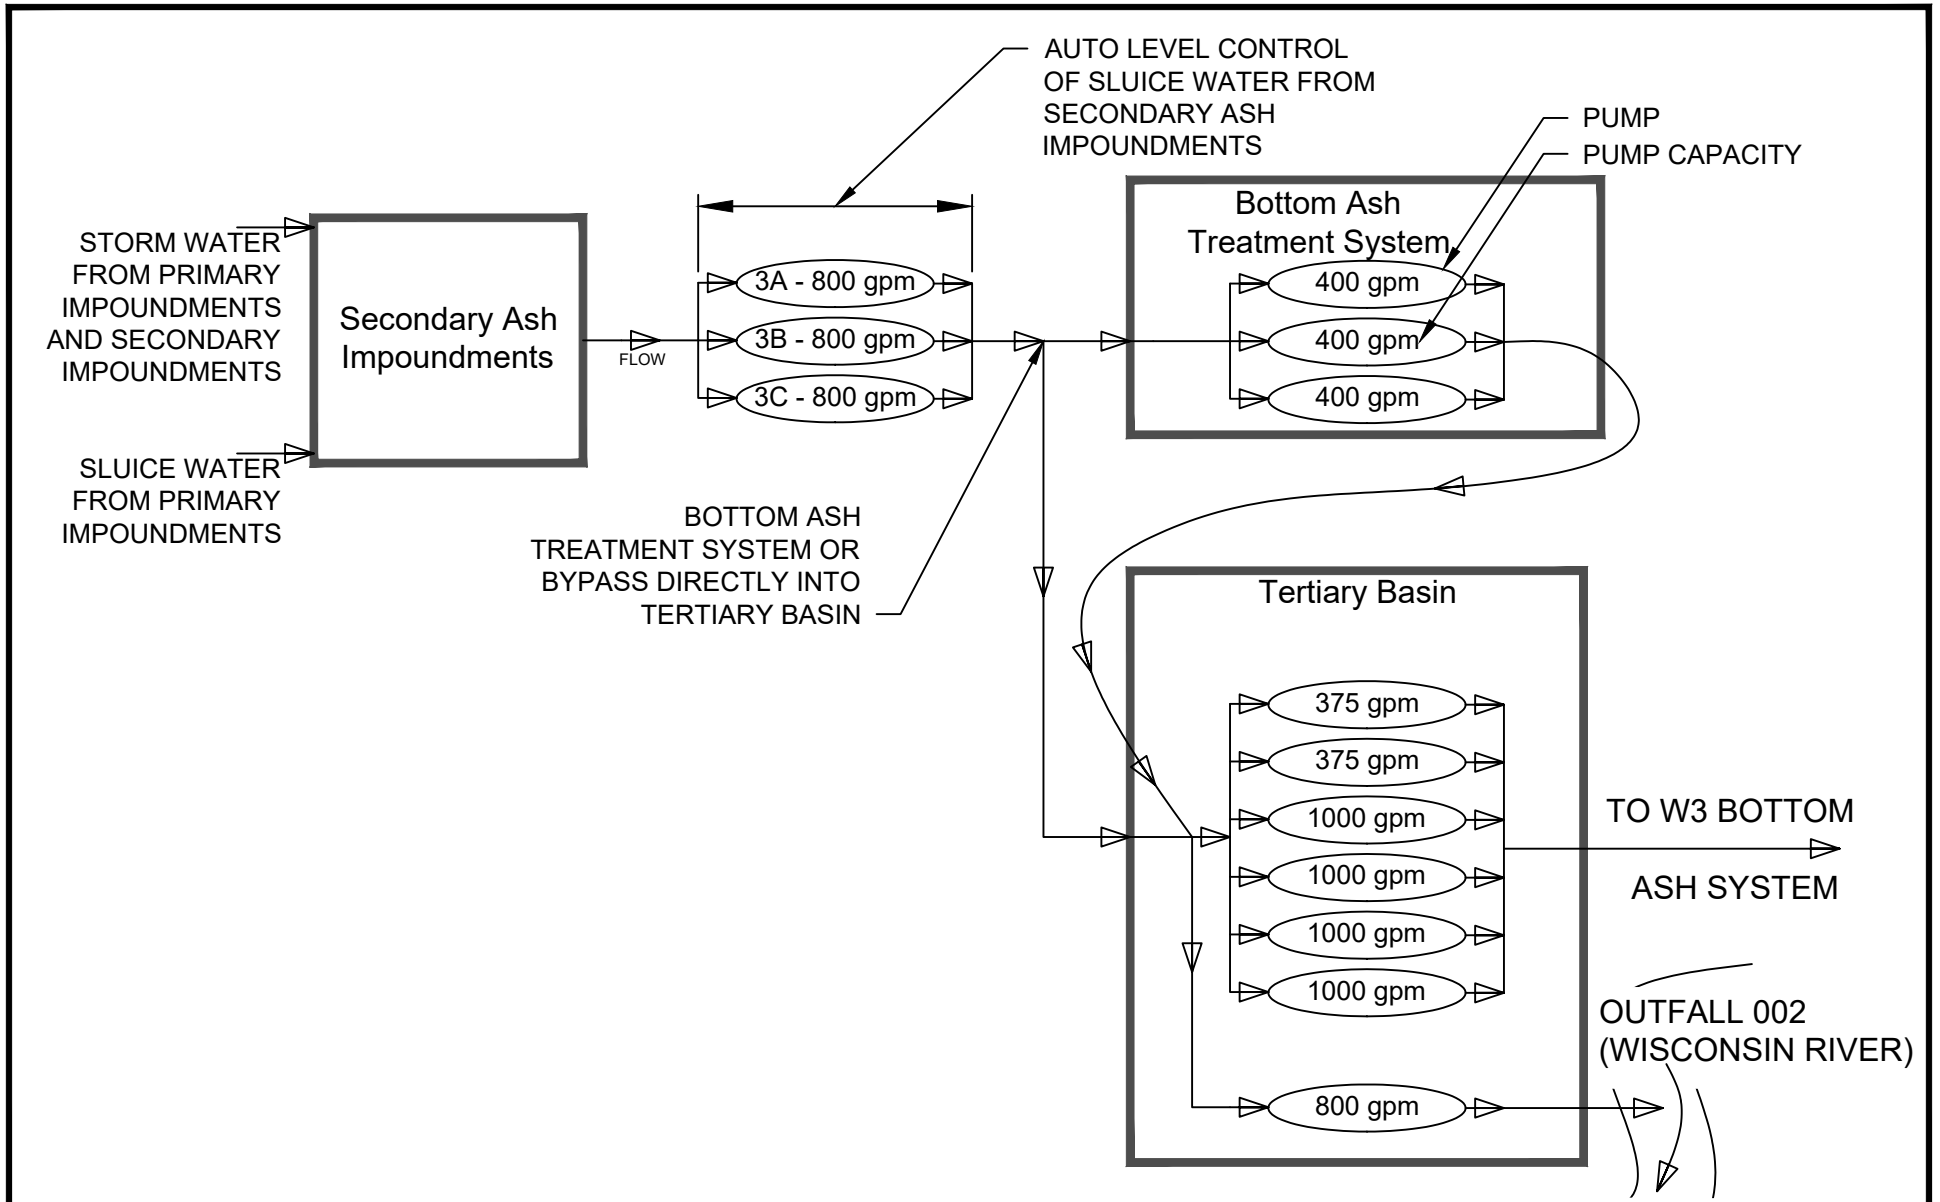 AUTO LEVEL CONTROL
OF SLUICE WATER FROM
SECONDARY ASH
IMPOUNDMENTS
PUMP
PUMP CAPACITY
STORM WATER
FROM PRIMARY
IMPOUNDMENTS
AND SECONDARY
IMPOUNDMENTS
SLUICE WATER
FROM PRIMARY
IMPOUNDMENTS
Secondary Ash
Impoundments
FLOW
3A - 800 gpm
3B - 800 gpm
3C - 800 gpm
Bottom Ash
Treatment System
400 gpm
400 gpm
400 gpm
BOTTOM ASH
TREATMENT SYSTEM OR
BYPASS DIRECTLY INTO
TERTIARY BASIN
Tertiary Basin
375 gpm
375 gpm
1000 gpm
1000 gpm
1000 gpm
1000 gpm
800 gpm
TO W3 BOTTOM
ASH SYSTEM
OUTFALL 002
(WISCONSIN RIVER)